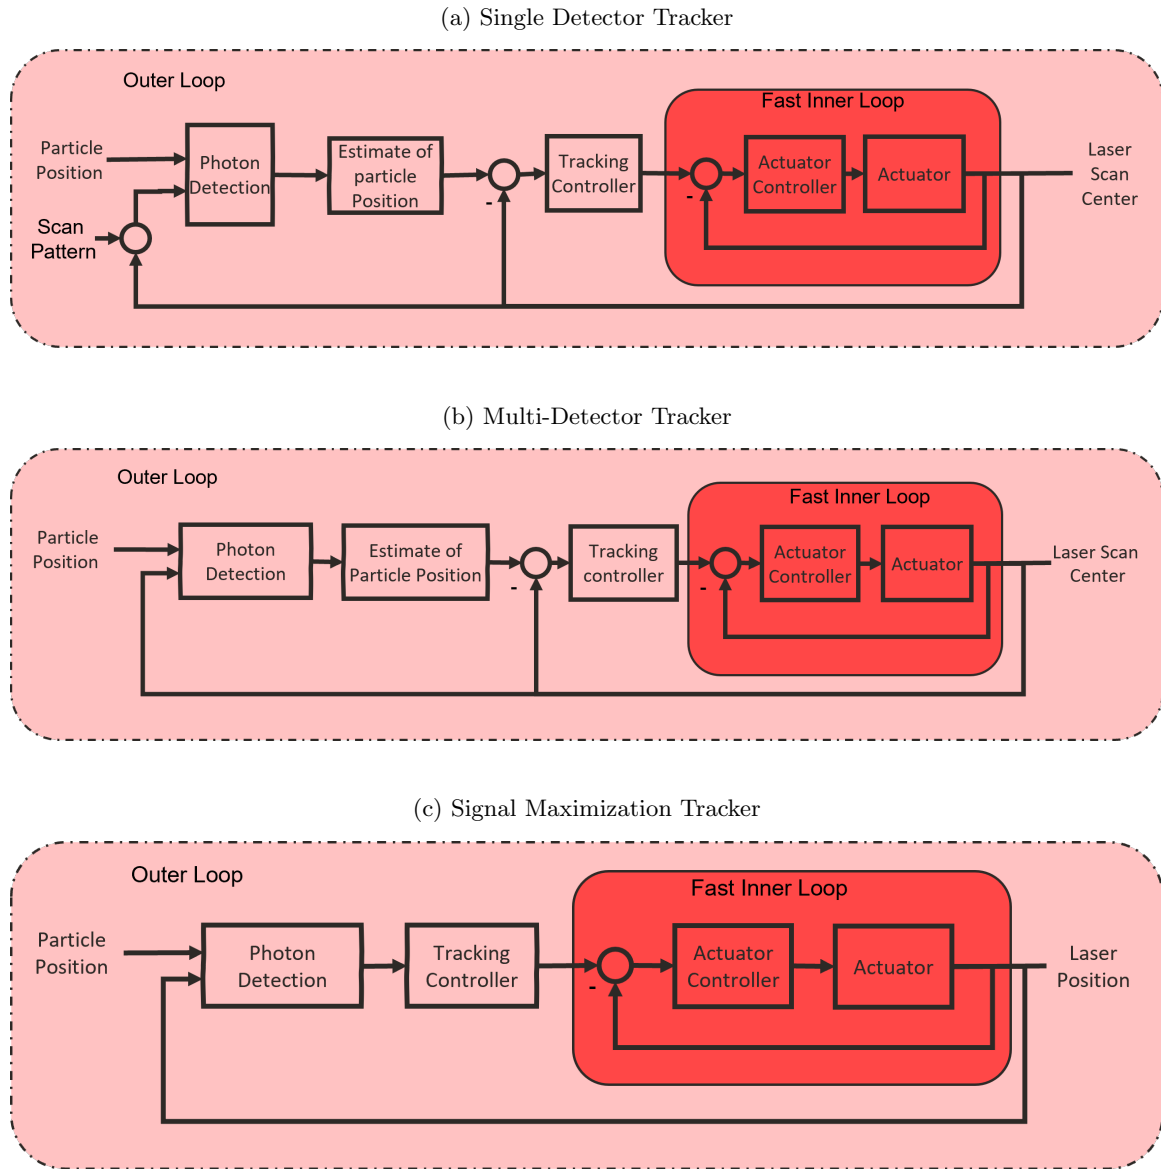 (a) Single Detector Tracker
Outer Loop
Fast Inner Loop
Particle
Position
Photon
Detection
Estimate of
particle
Position
Tracking
Controller
Actuator
Controller
Actuator
Laser
Scan
Center
-
-
Scan
Pattern
(b) Multi-Detector Tracker
Outer Loop
Fast Inner Loop
Particle
Position
Photon
Detection
Estimate of
Particle Position
Tracking
controller
Actuator
Controller
Actuator
Laser Scan
Center
-
-
(c) Signal Maximization Tracker
Outer Loop
Fast Inner Loop
Particle
Position
Photon
Detection
Tracking
Controller
Actuator
Controller
Actuator
Laser
Position
-